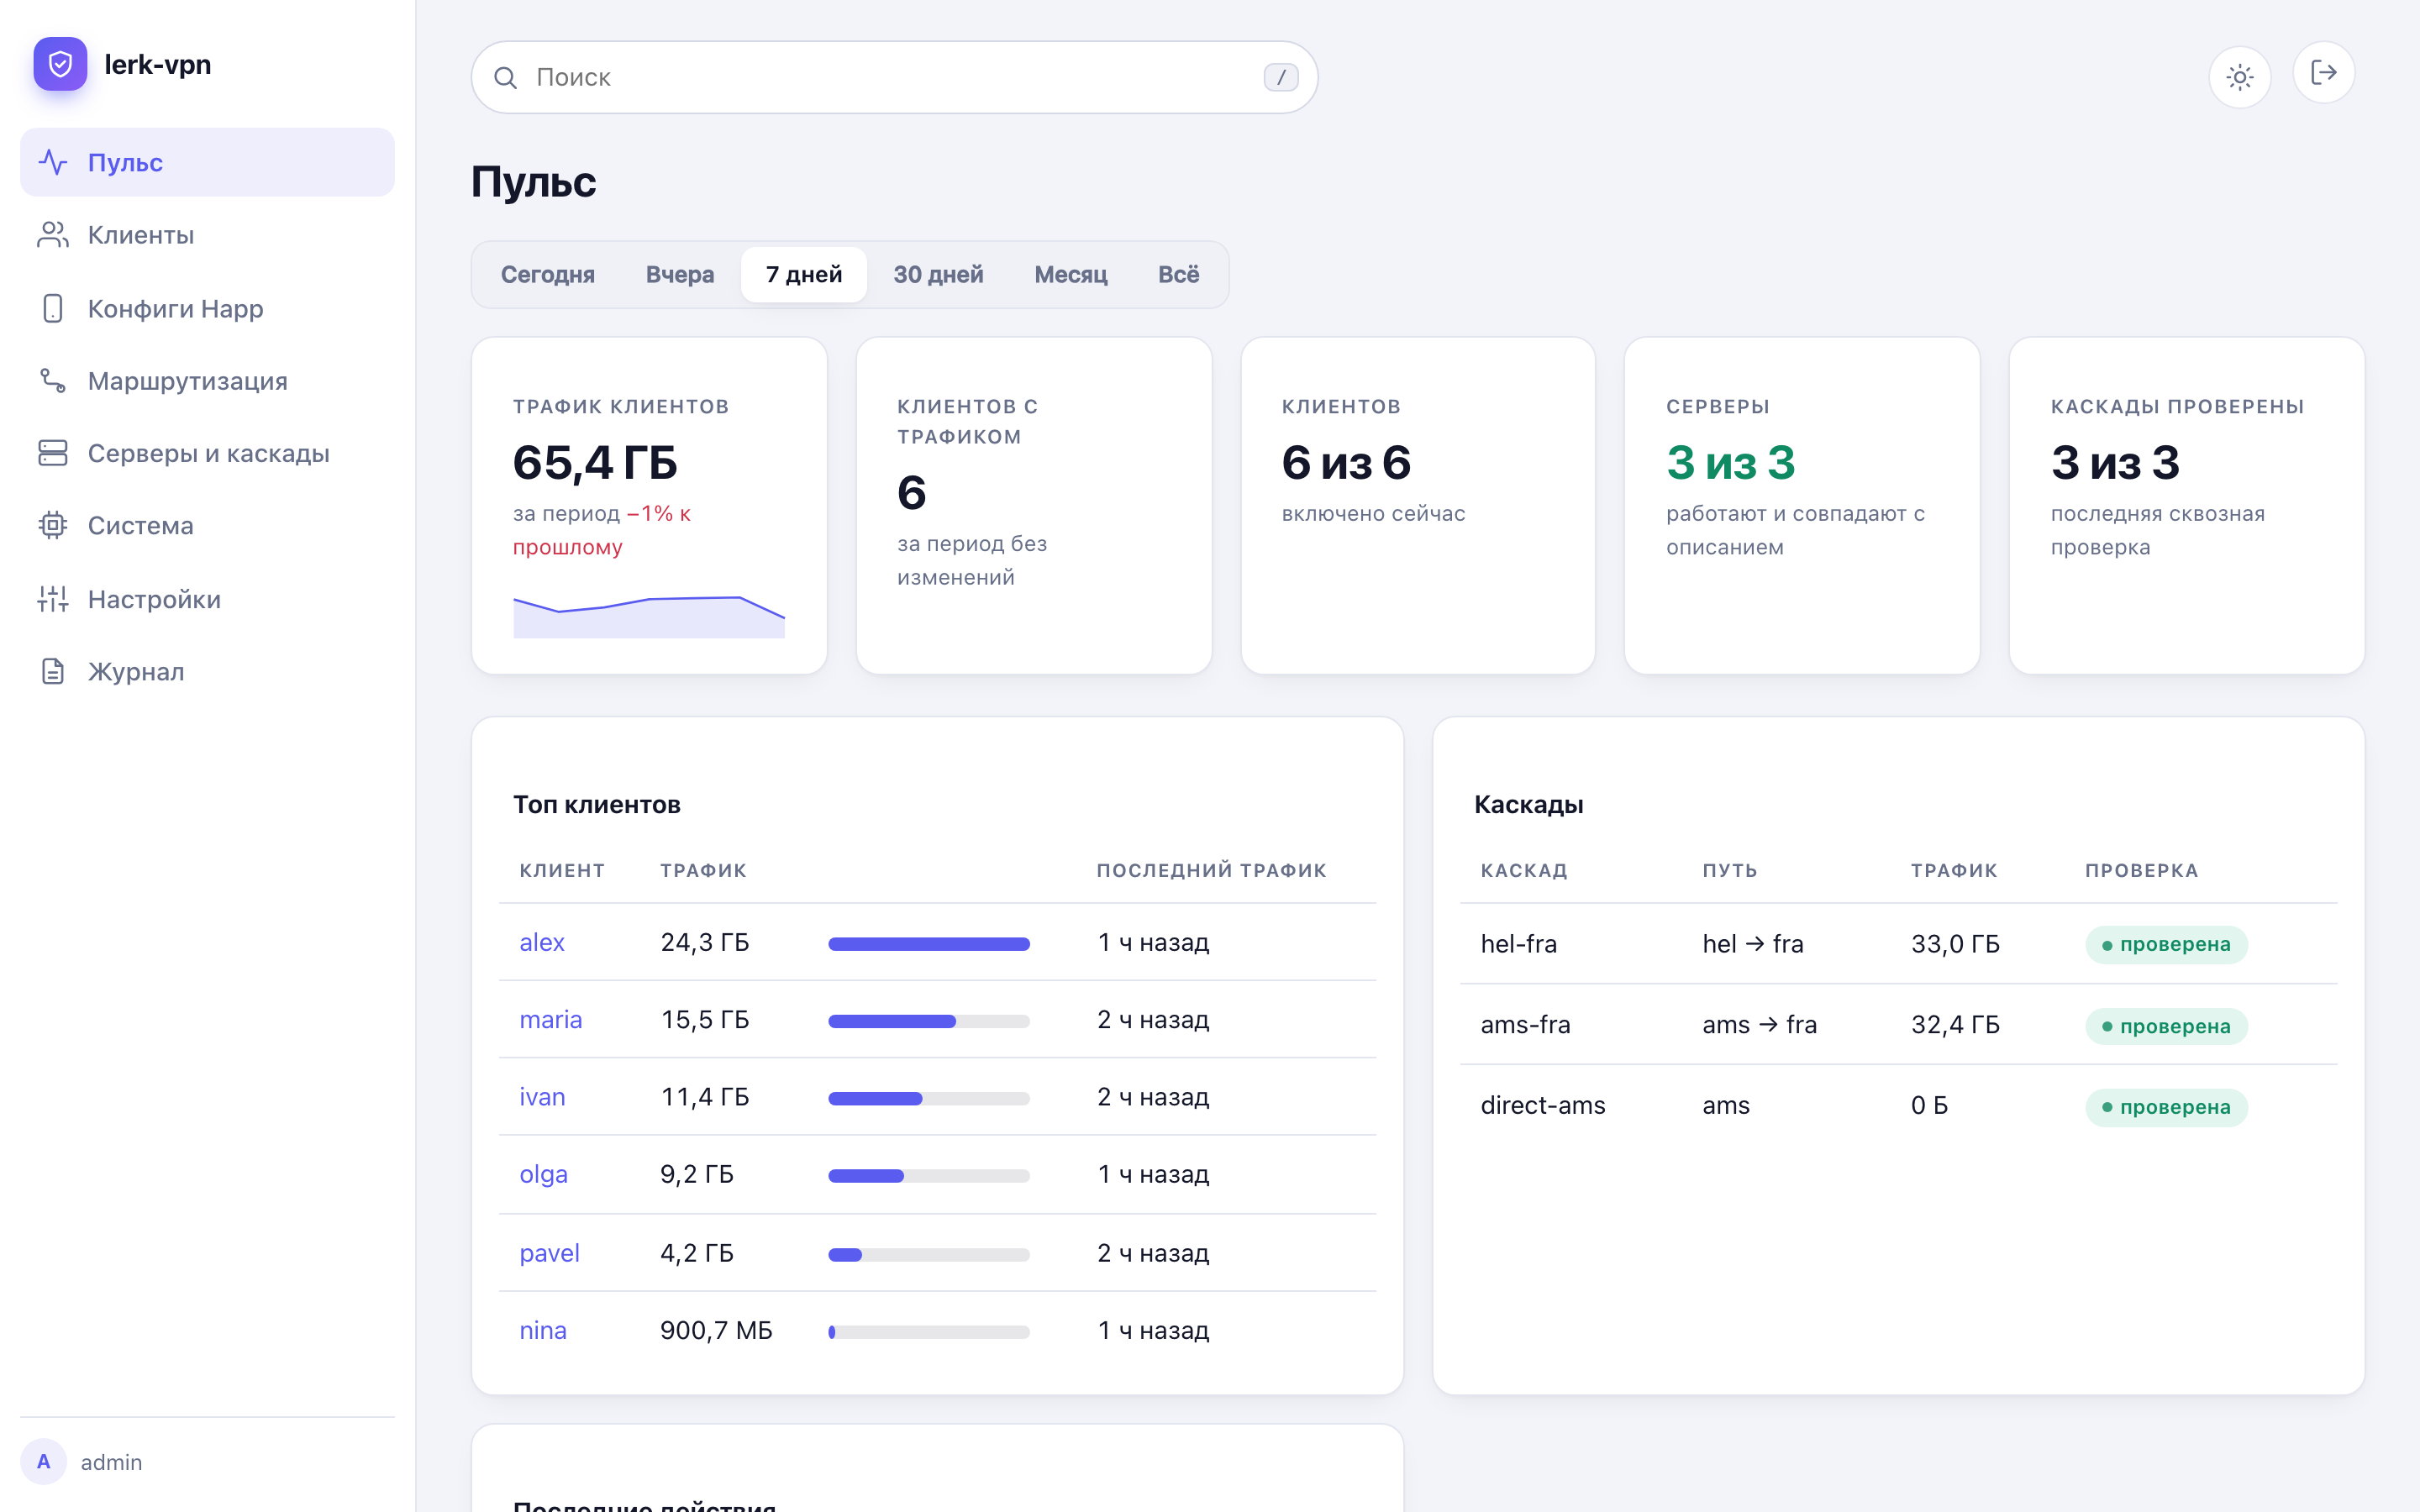 lerk-vpn
Поиск
/
Пульс
Клиенты
Конфиги Happ
Маршрутизация
Серверы и каскады
Система
Настройки
Журнал
A admin
Пульс
Сегодня Вчера 7 дней 30 дней Месяц Всё
ТРАФИК КЛИЕНТОВ
65,4 ГБ
за период −1% к
прошлому
КЛИЕНТОВ С
ТРАФИКОМ
6
за период без
изменений
КЛИЕНТОВ
6 из 6
включено сейчас
СЕРВЕРЫ
3 из 3
работают и совпадают с
описанием
КАСКАДЫ ПРОВЕРЕНЫ
3 из 3
последняя сквозная
проверка
Топ клиентов
КЛИЕНТ ТРАФИК ПОСЛЕДНИЙ ТРАФИК
alex 24,3 ГБ 1 ч назад
maria 15,5 ГБ 2 ч назад
ivan 11,4 ГБ 2 ч назад
olga 9,2 ГБ 1 ч назад
pavel 4,2 ГБ 2 ч назад
nina 900,7 МБ 1 ч назад
Каскады
КАСКАД ПУТЬ ТРАФИК ПРОВЕРКА
hel-fra hel → fra 33,0 ГБ проверена
ams-fra ams → fra 32,4 ГБ проверена
direct-ams ams 0 Б проверена
Последние действия